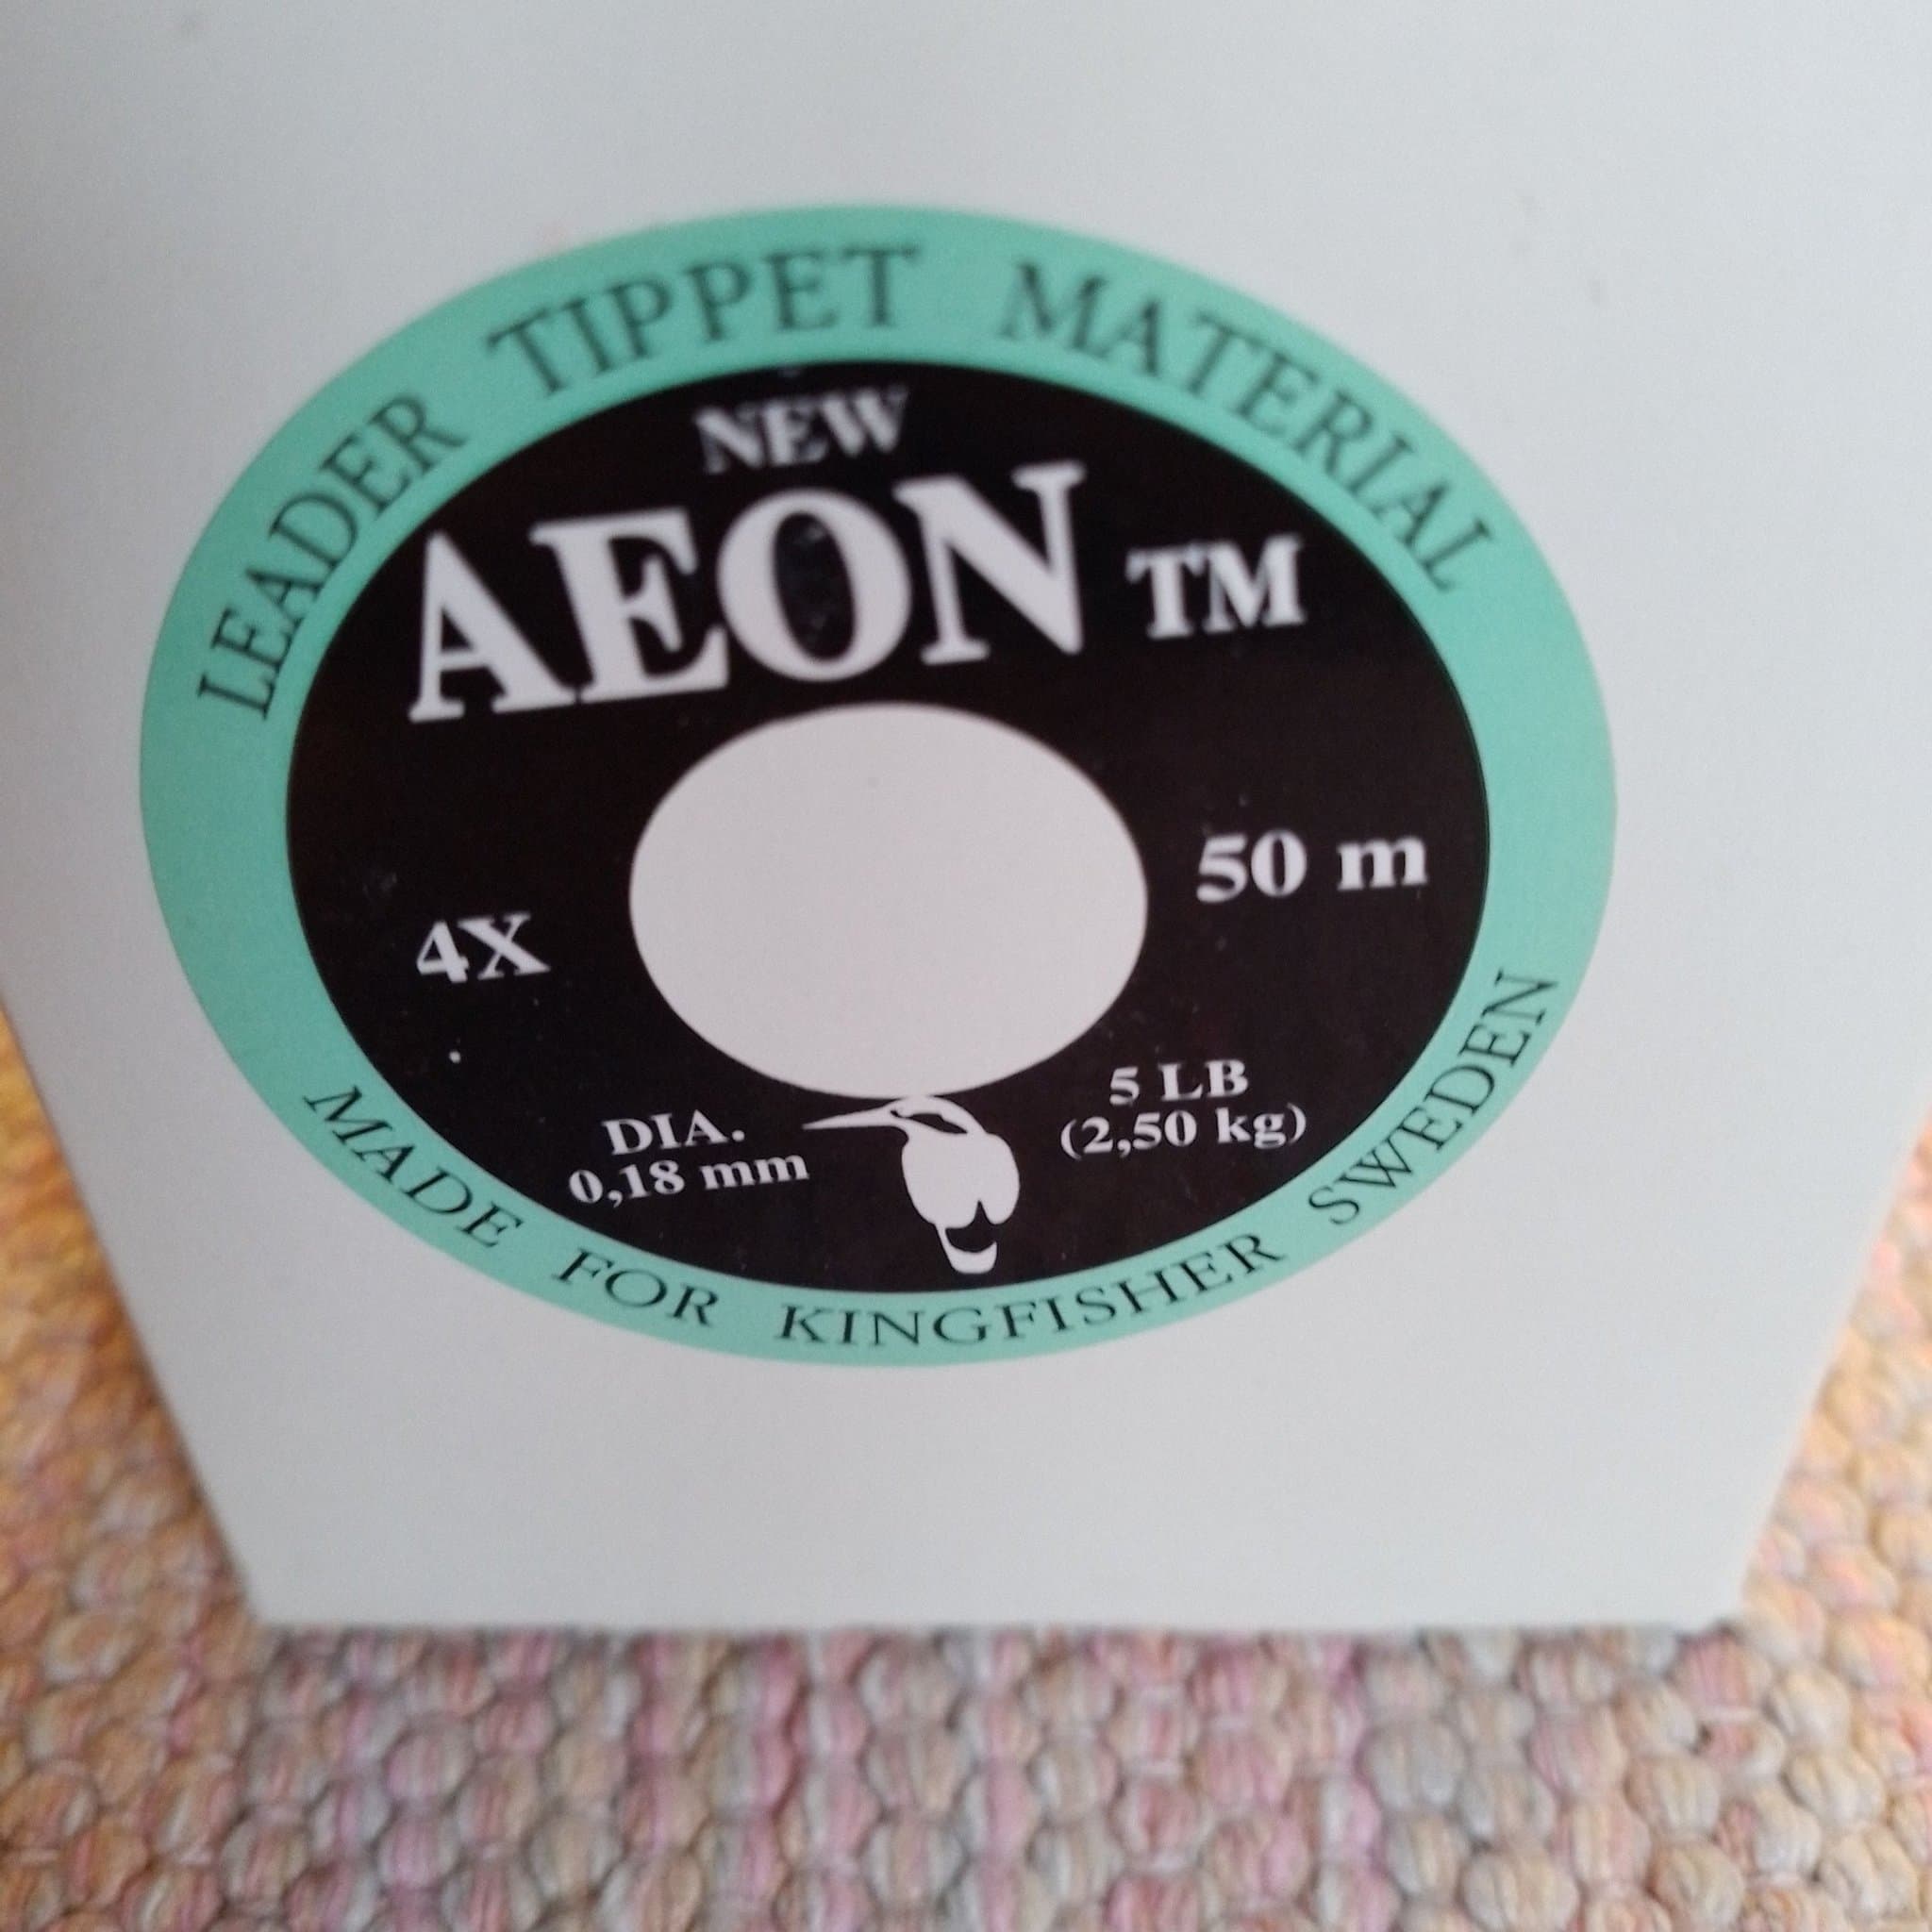 LEADER TIPPET MATERIAL
NEW
AEON TM
4X
50 m
DIA.
0,18 mm
5 LB
(2,50 kg)
MADE FOR KINGFISHER SWEDEN